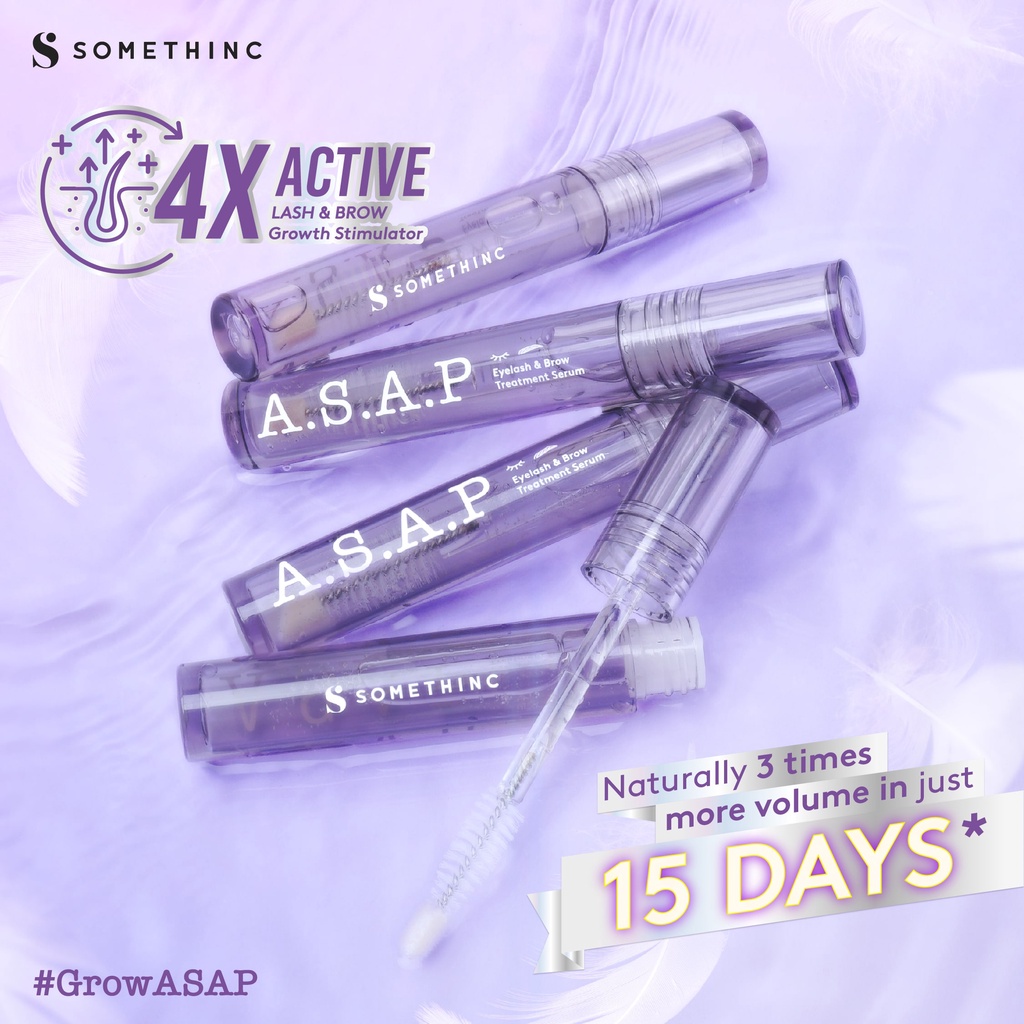 SOMETHINC
4X ACTIVE
LASH & BROW
Growth Stimulator
SOMETHINC
A.S.A.P
Eyelash & Brow
Treatment Serum
A.S.A.P
Eyelash & Brow
Treatment Serum
SOMETHINC
Naturally 3 times
more volume in just
15 DAYS*
#GrowASAP